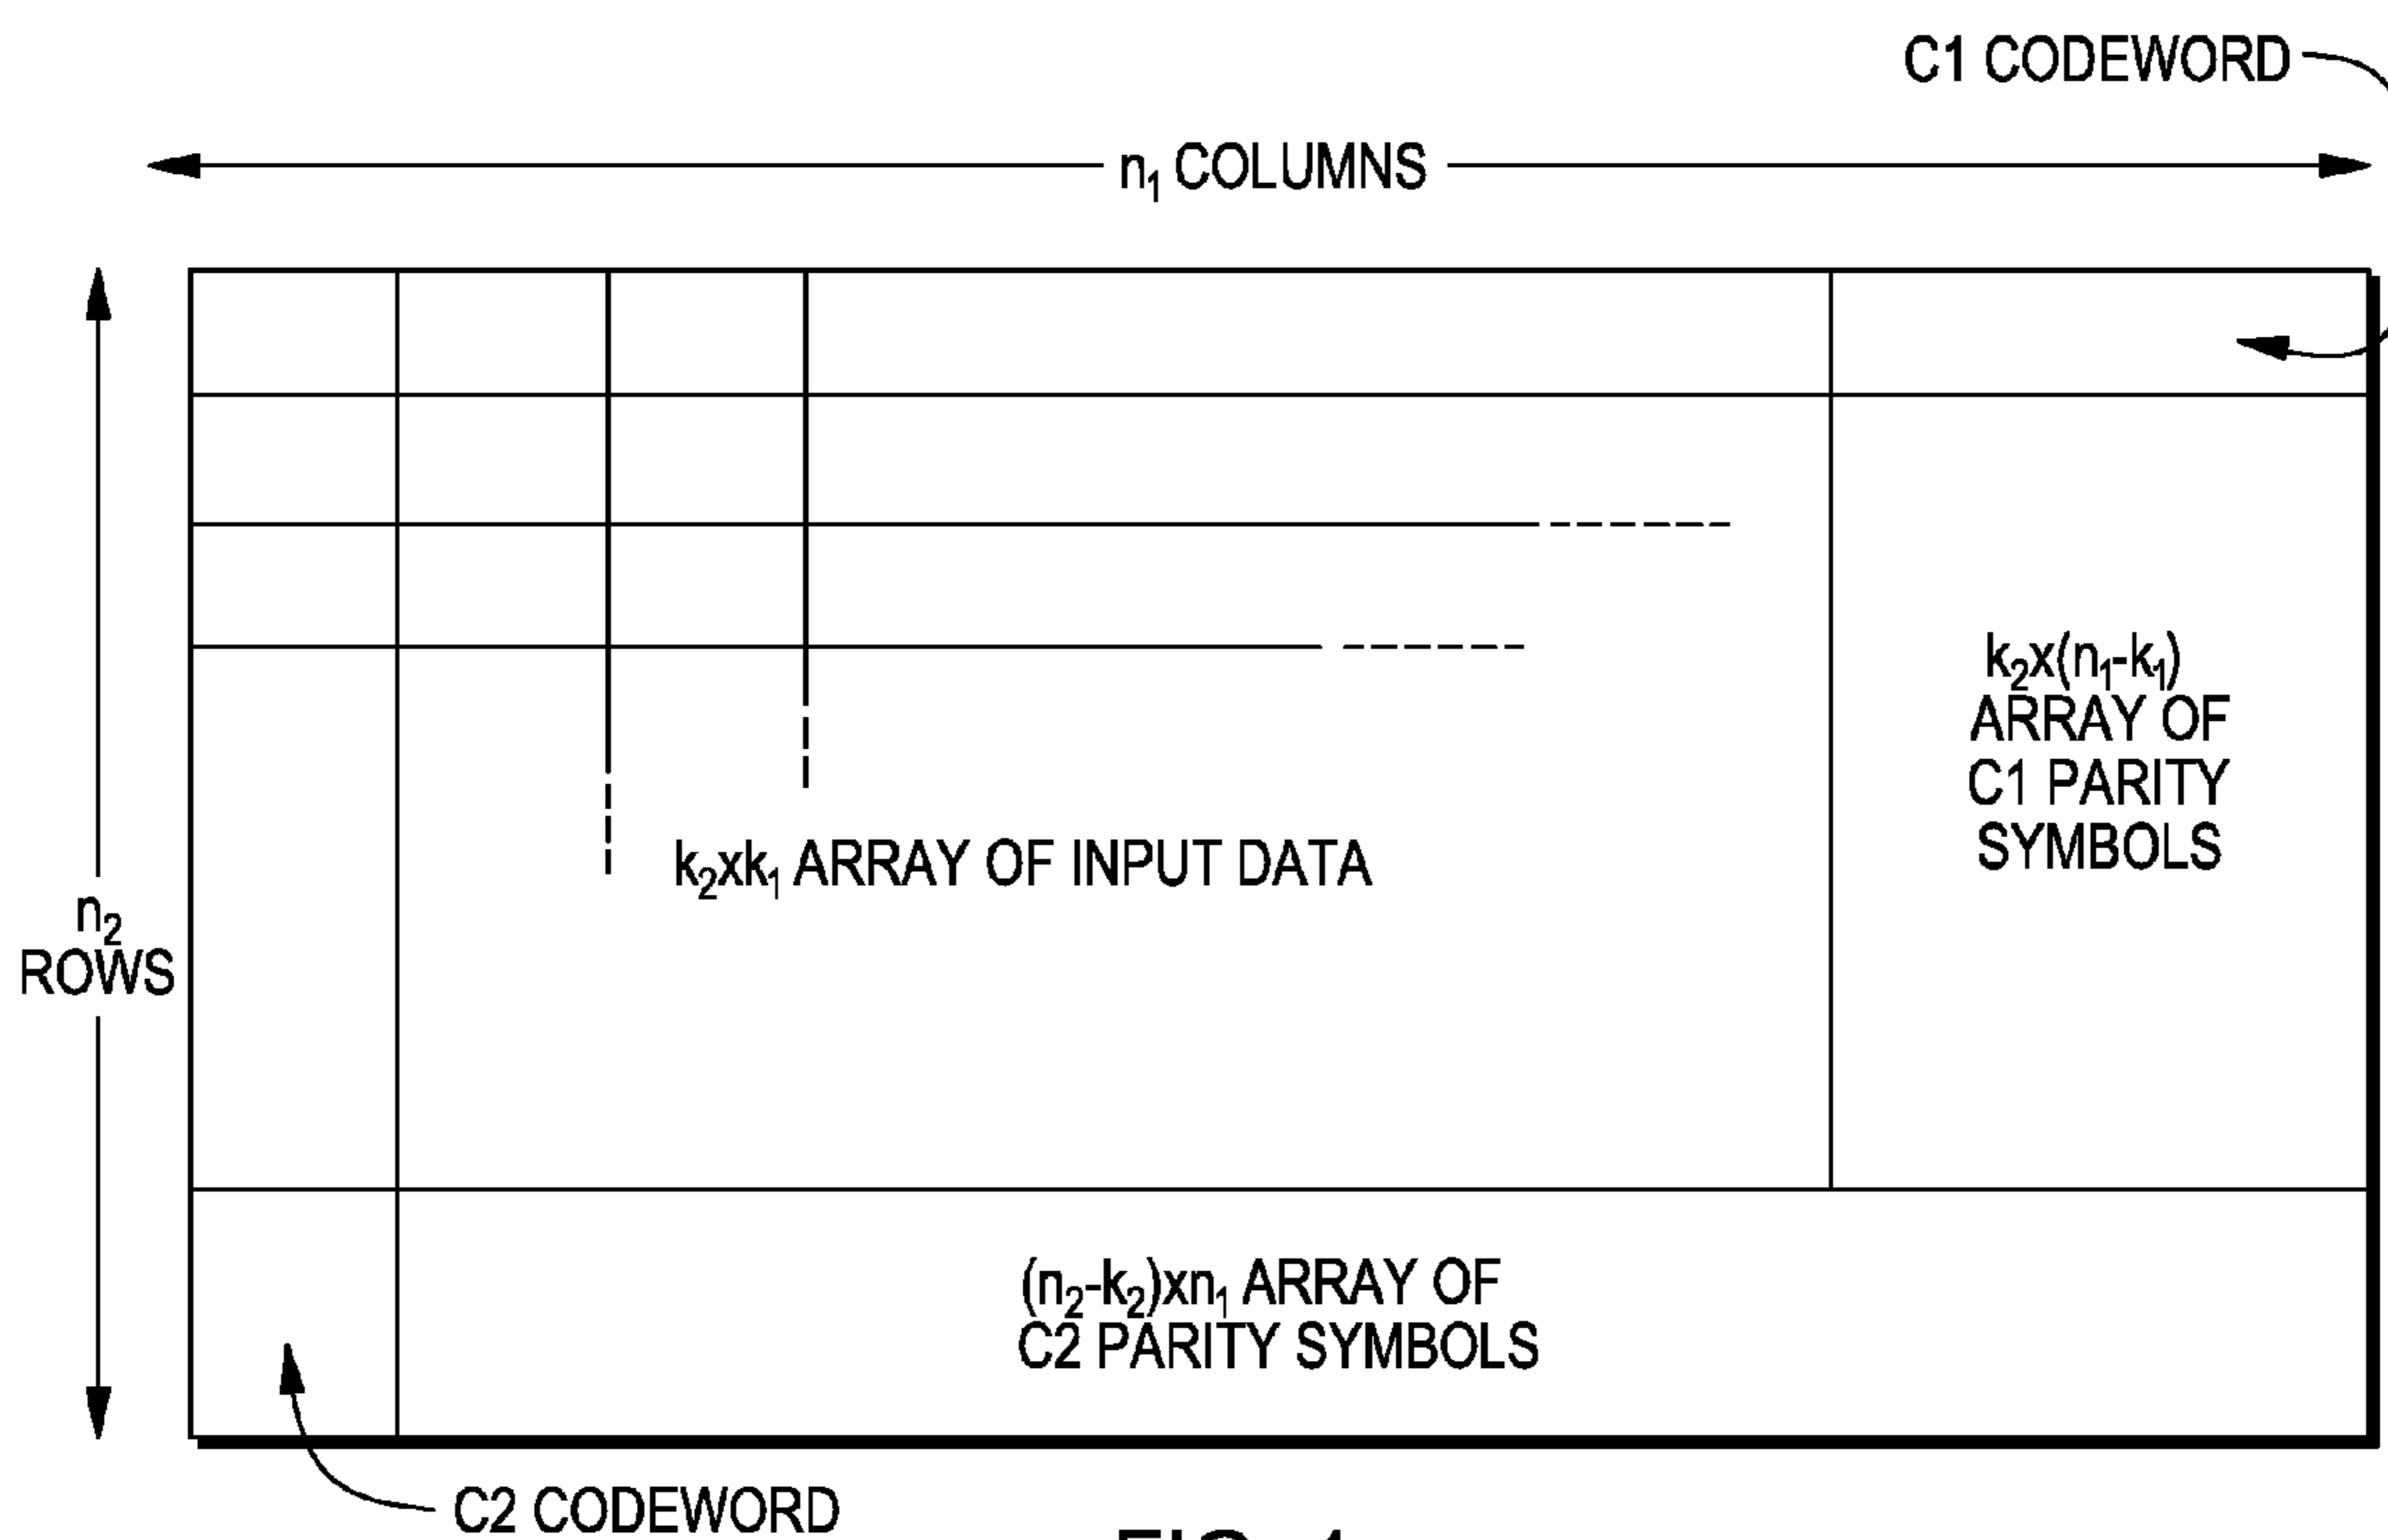 C1 CODEWORD
n₁ COLUMNS
k₂x(n₁-k₁)
ARRAY OF
C1 PARITY
SYMBOLS
k₂xk₁ ARRAY OF INPUT DATA
n₂
ROWS
(n₂-k₂)xn₁ ARRAY OF
C2 PARITY SYMBOLS
C2 CODEWORD